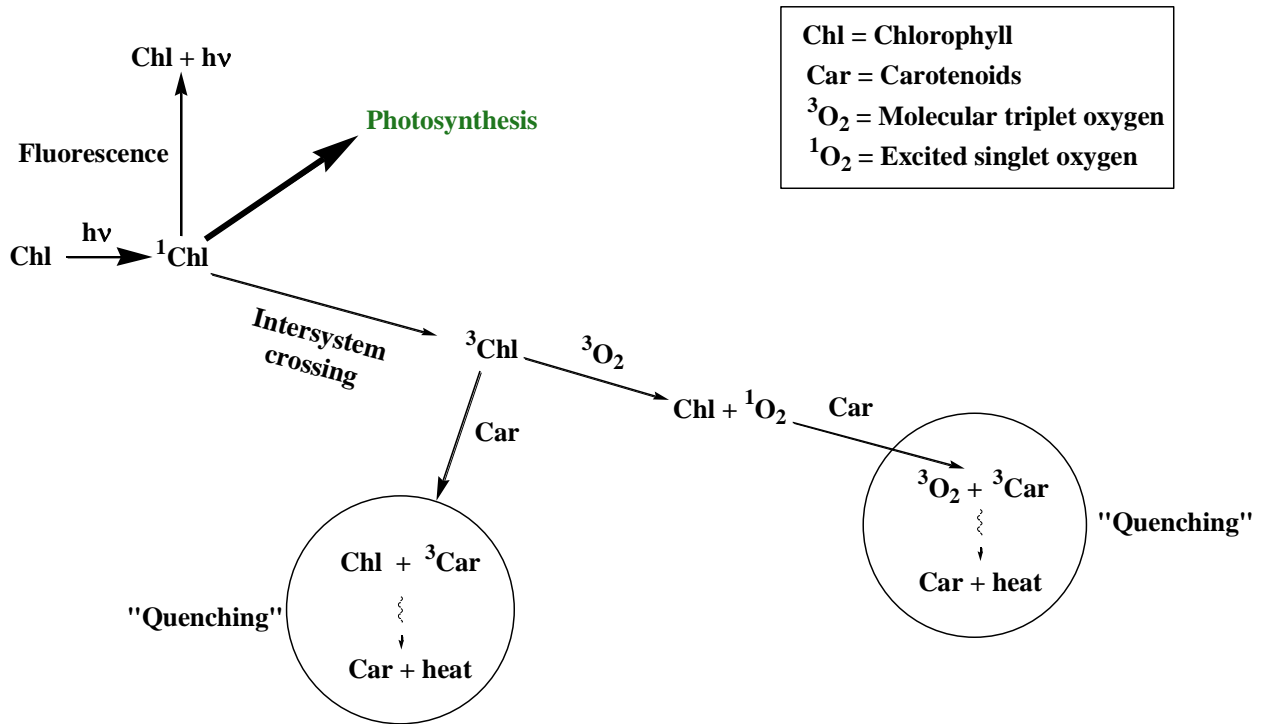 Chl + hν
Fluorescence
Photosynthesis
Chl = Chlorophyll
Car = Carotenoids
³O₂ = Molecular triplet oxygen
¹O₂ = Excited singlet oxygen
Chl
hν
¹Chl
Intersystem
crossing
³Chl
³O₂
Chl + ¹O₂
Car
Car
³O₂ + ³Car
Car + heat
"Quenching"
Chl + ³Car
Car + heat
"Quenching"